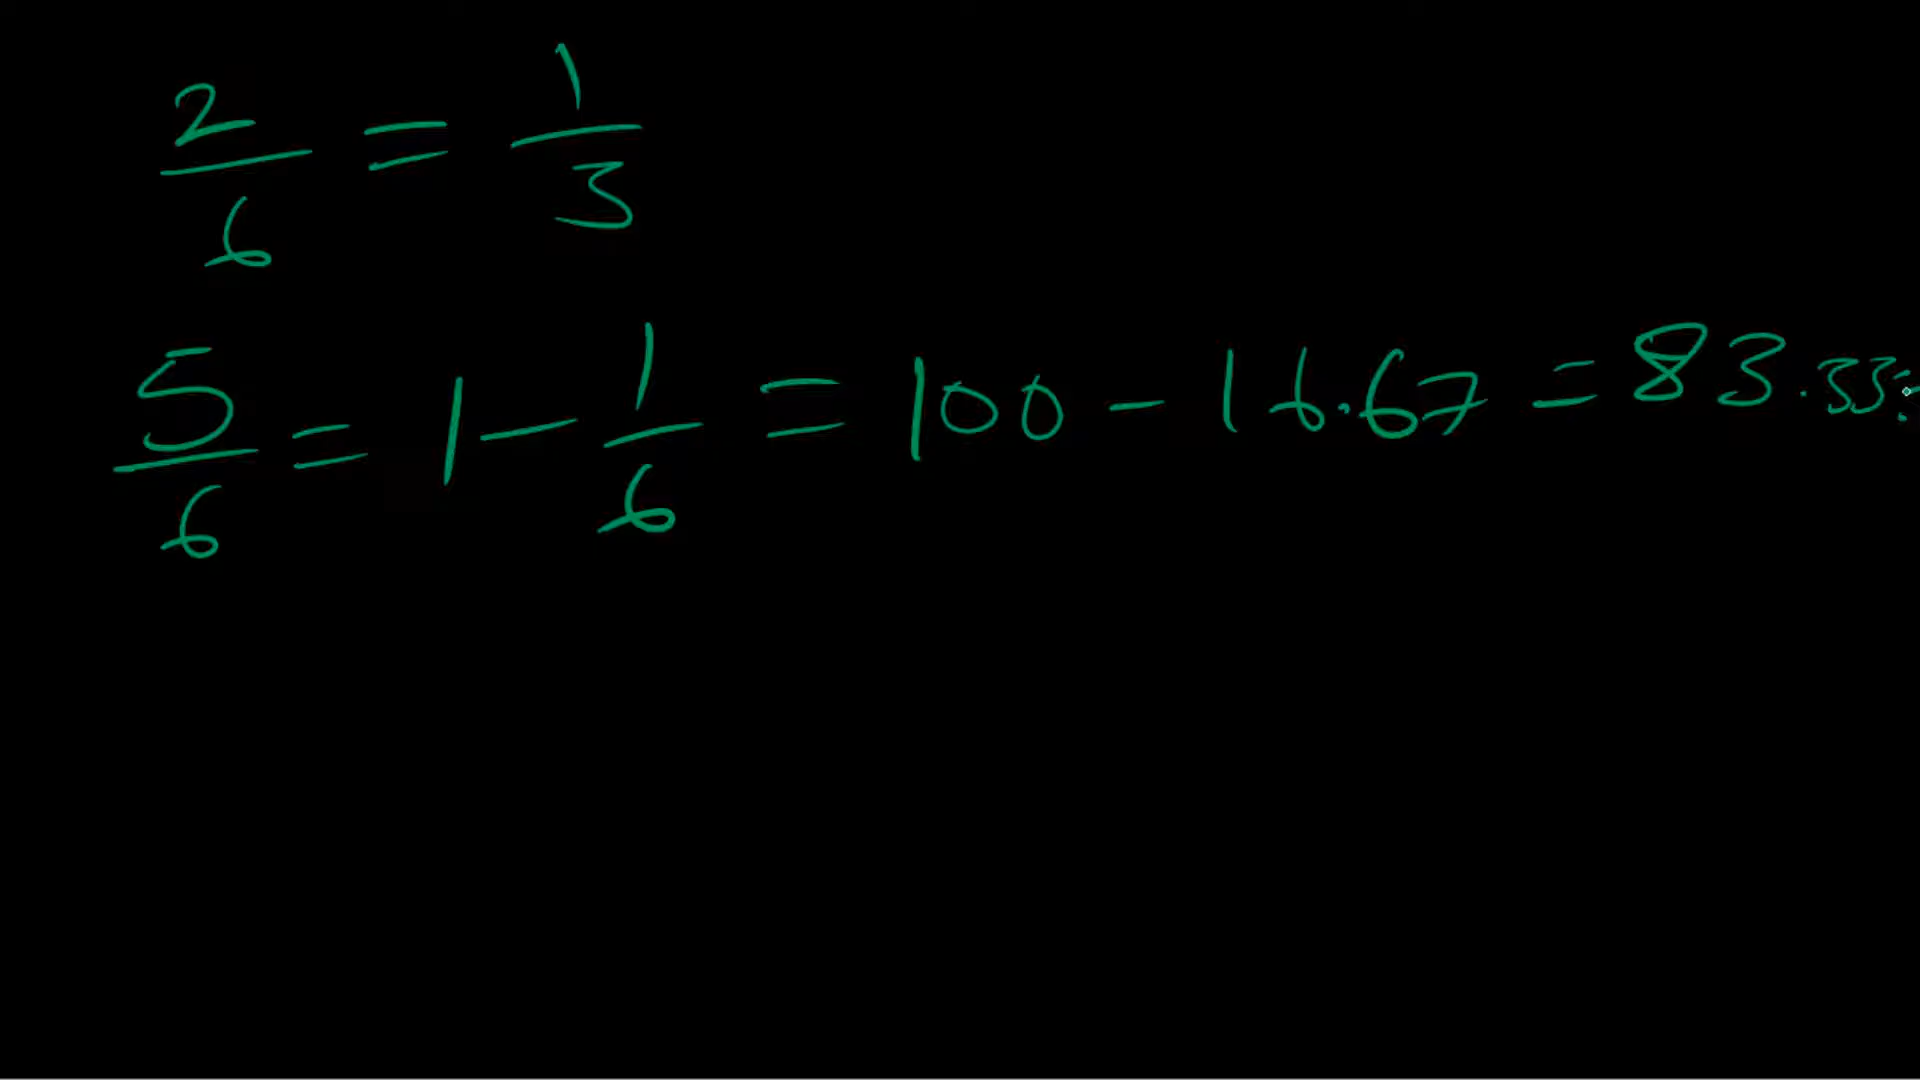 2/6 = 1/3
5/6 = 1 - 1/6 = 100 - 16.67 = 83.33